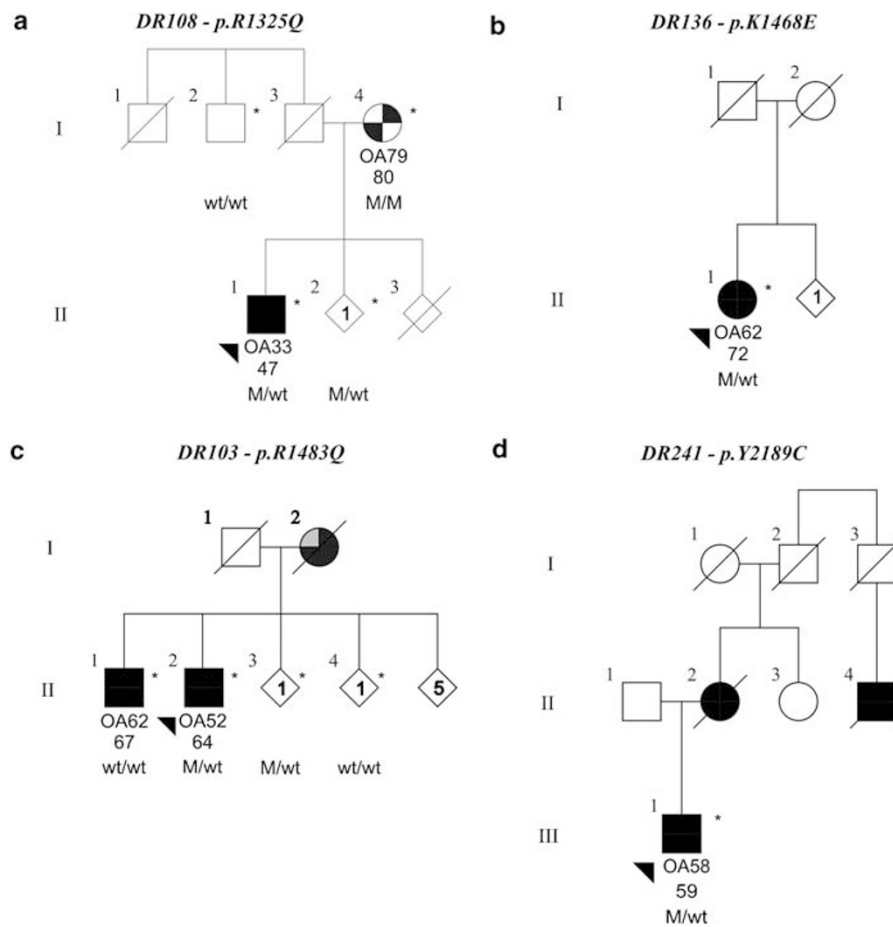 a DR108 - p.R1325Q
1 2 * 3 4 *
I
OA79
80
wt/wt M/M
1 * 2 1 * 3
II
OA33
47
M/wt M/wt
b DR136 - p.K1468E
1 2
I
1 * 1
II
OA62
72
M/wt
c DR103 - p.R1483Q
1 2
I
1 * 2 * 3 1 * 4 1 * 5
II
OA62 OA52
67 64
wt/wt M/wt M/wt wt/wt
d DR241 - p.Y2189C
1 2 3
I
1 2 3 4
II
1 *
III
OA58
59
M/wt